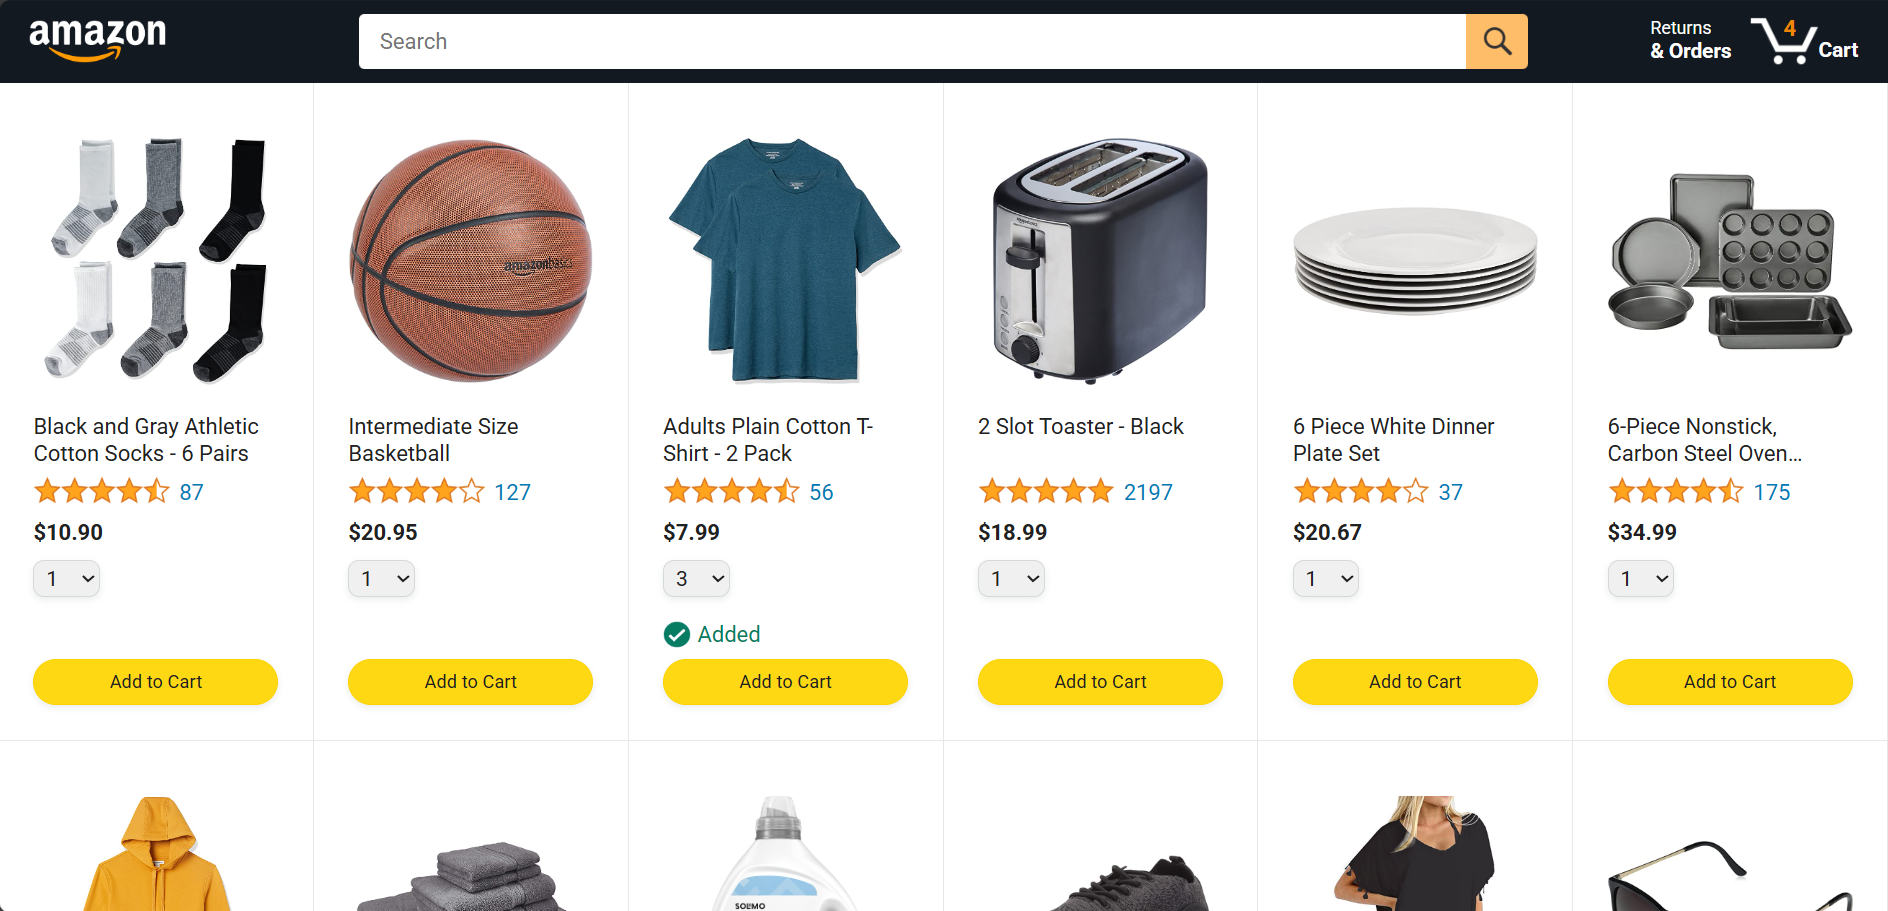 amazon
Search
Returns
& Orders
4
Cart
amazonbasics
Black and Gray Athletic
Cotton Socks - 6 Pairs
87
$10.90
1
Add to Cart
Intermediate Size
Basketball
127
$20.95
1
Add to Cart
Adults Plain Cotton T-
Shirt - 2 Pack
56
$7.99
3
Added
Add to Cart
2 Slot Toaster - Black
2197
$18.99
1
Add to Cart
6 Piece White Dinner
Plate Set
37
$20.67
1
Add to Cart
6-Piece Nonstick,
Carbon Steel Oven...
175
$34.99
1
Add to Cart
SOLIMO